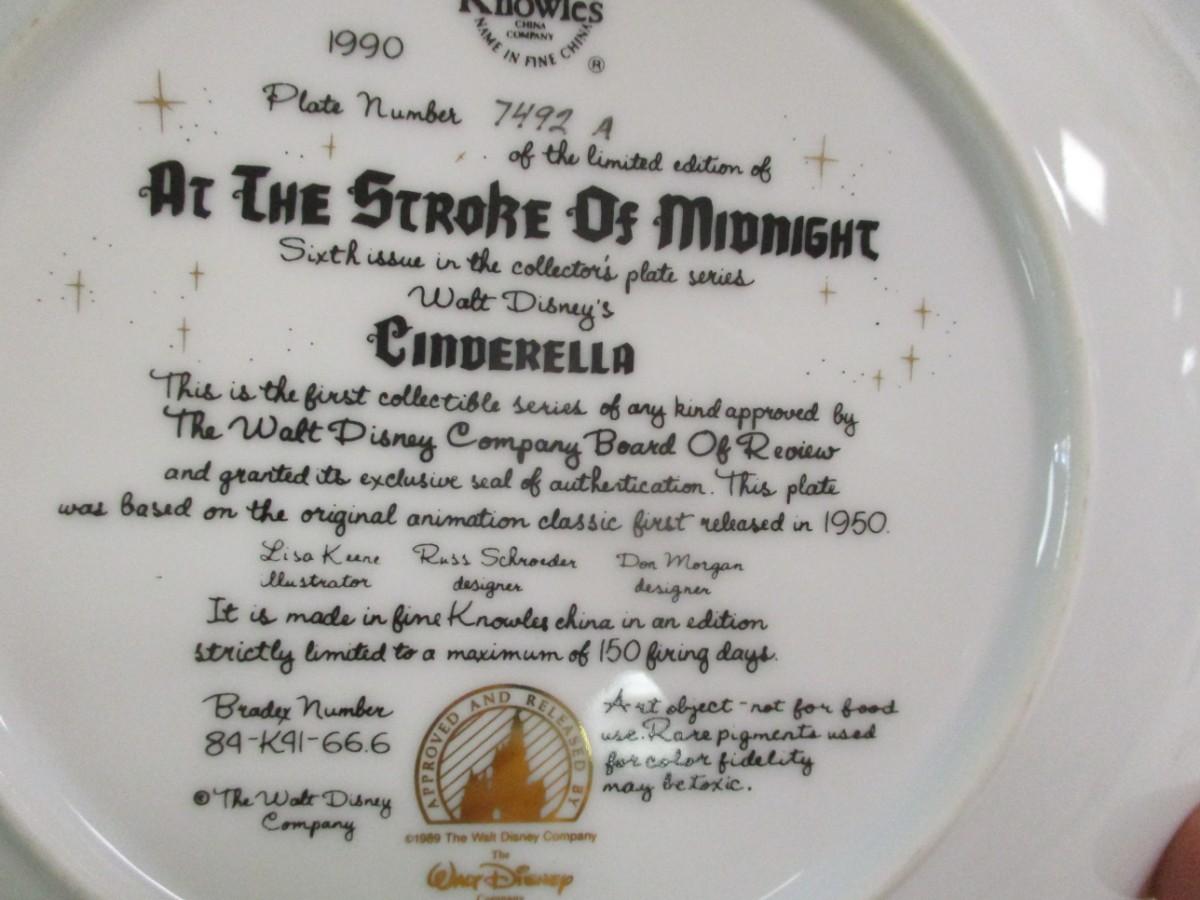 Knowles
CHINA
COMPANY
NAME IN FINE CHINA
®
1990
Plate Number 7492 A
of the limited edition of
AT THE STROKE OF MIDNIGHT
Sixth issue in the collector's plate series
Walt Disney's
CINDERELLA
This is the first collectible series of any kind approved by
The Walt Disney Company Board Of Review
and granted its exclusive seal of authentication. This plate
was based on the original animation classic first released in 1950.
Lisa Keene Russ Schroeder Don Morgan
illustrator designer designer
It is made in fine Knowles china in an edition
strictly limited to a maximum of 150 firing days.
Bradex Number
84-K41-66.6
© The Walt Disney
Company
APPROVED AND RELEASED BY
©1989 The Walt Disney Company
The
Walt Disney
Company
Art object - not for food
use. Rare pigments used
for color fidelity
may be toxic.